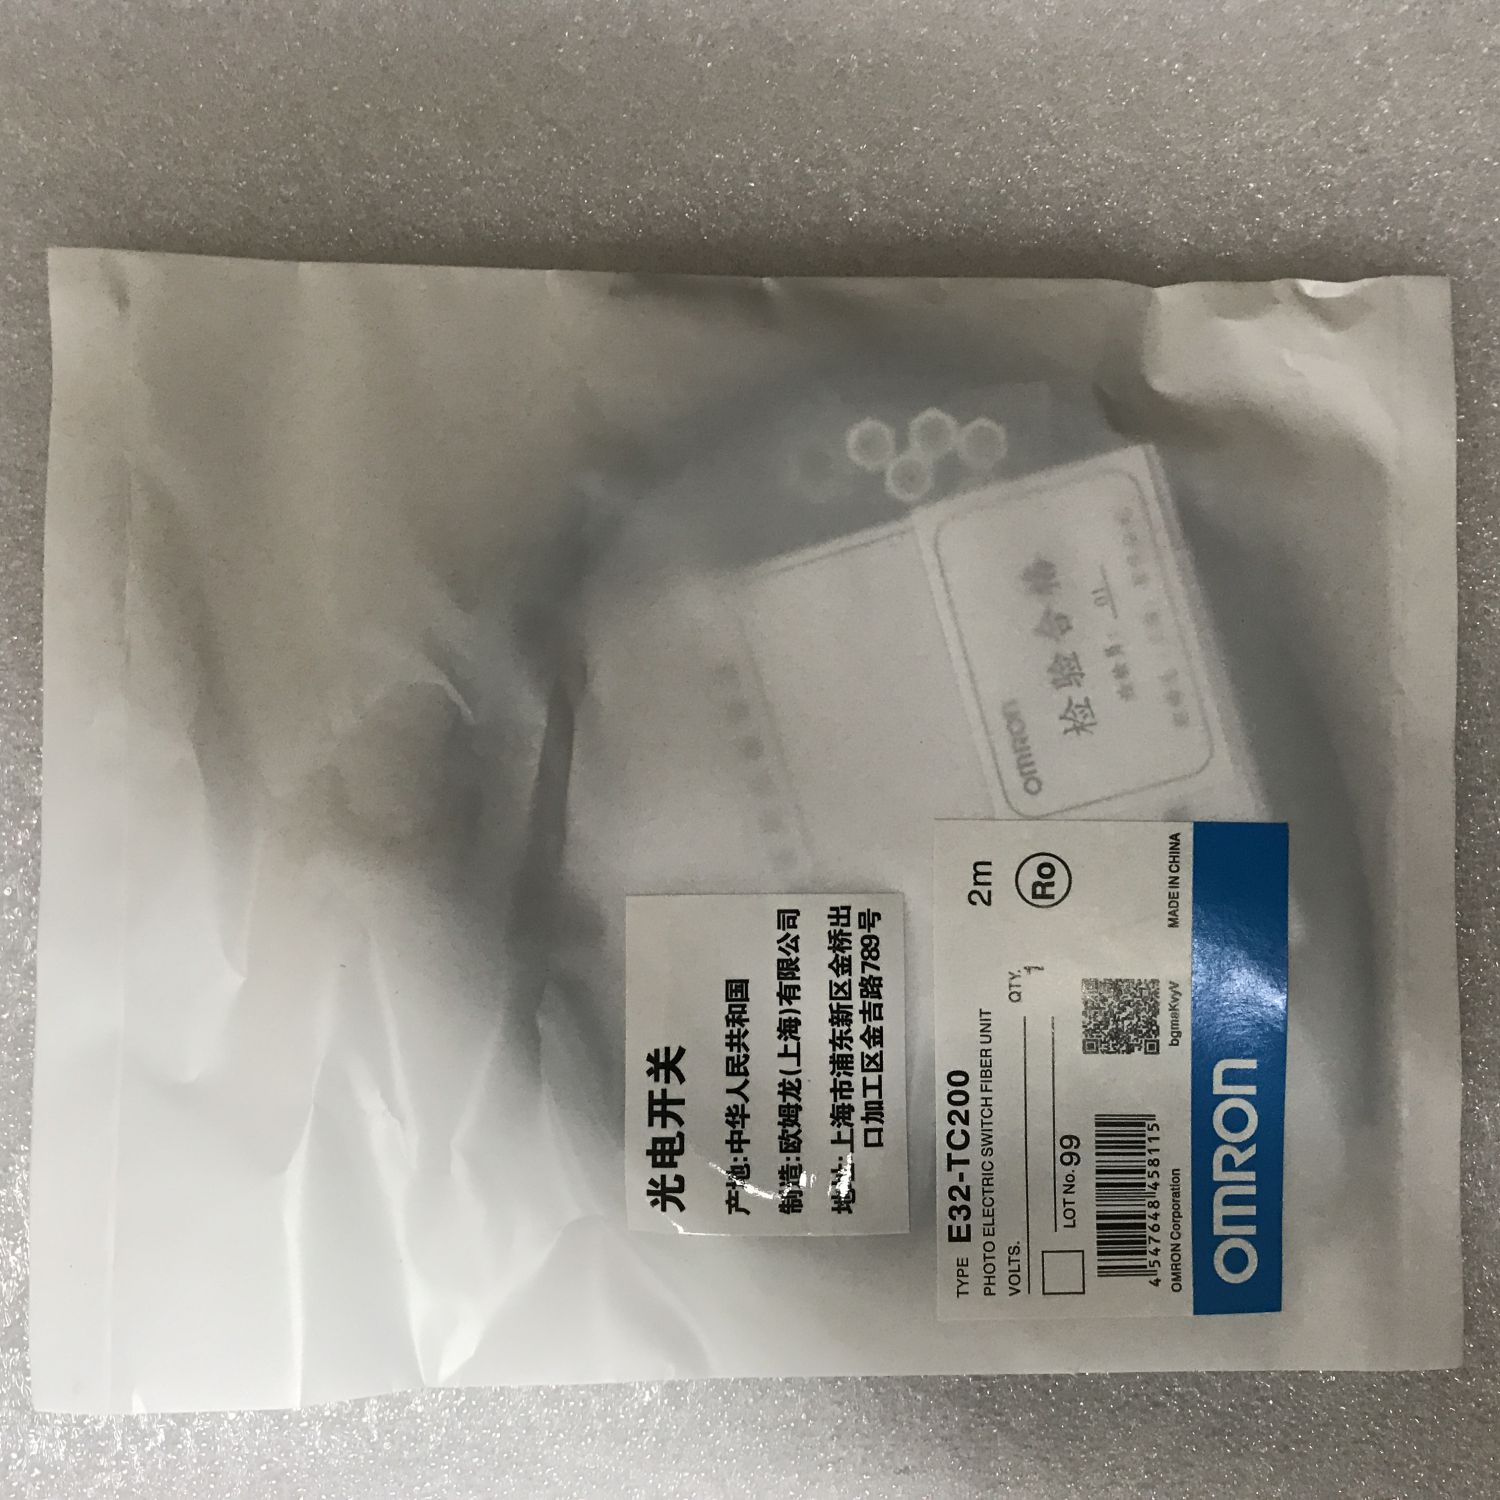 光电开关
产地:中华人民共和国
制造:欧姆龙(上海)有限公司
地址:上海市浦东新区金桥出
口加工区金吉路789号
TYPE E32-TC200 2m
PHOTO ELECTRIC SWITCH FIBER UNIT
VOLTS. QTY. 1
Ro
LOT No. 99
4547648458115
bgmaKvyV
OMRON Corporation MADE IN CHINA
OMRON
OMRON
检验合格
01